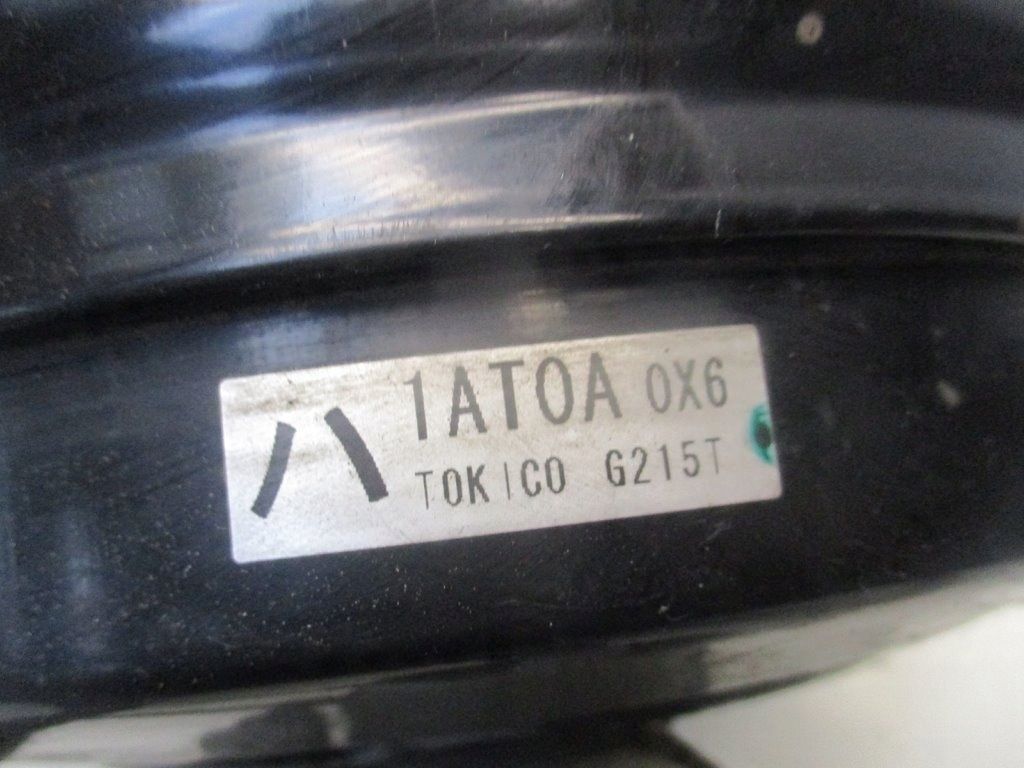 ハ 1AT0A 0X6
TOKICO G215T